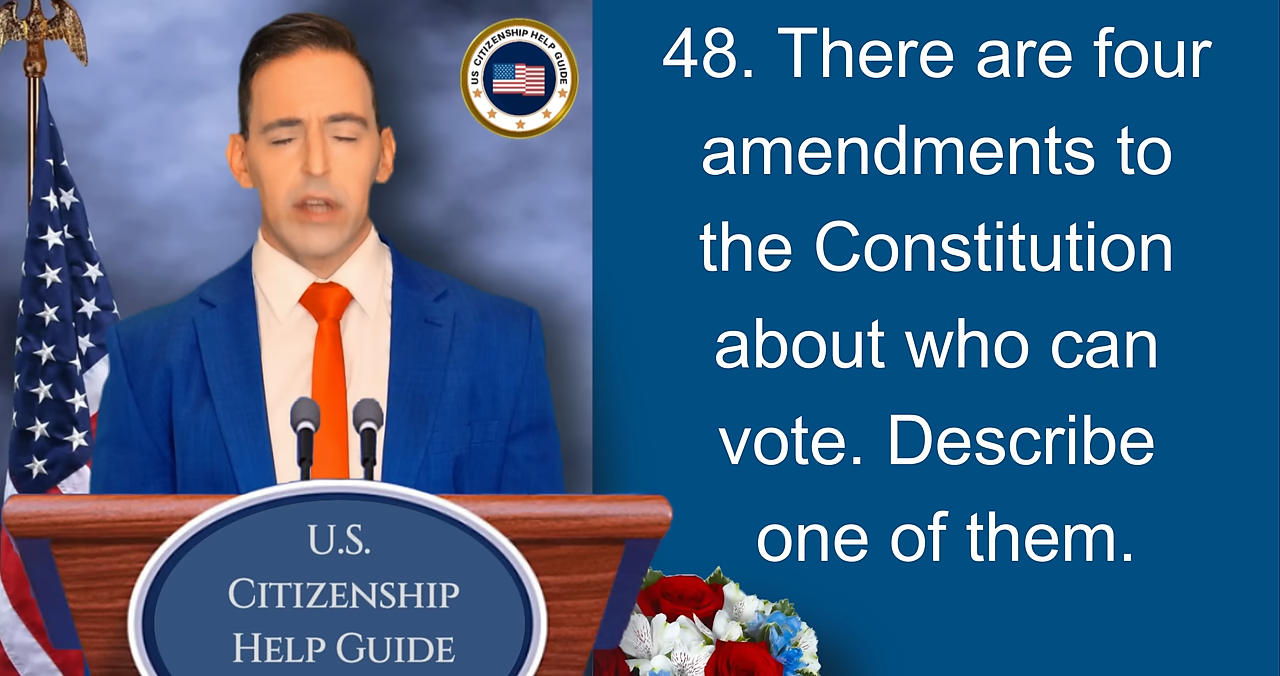 US CITIZENSHIP HELP GUIDE
48. There are four
amendments to
the Constitution
about who can
vote. Describe
one of them.
U.S.
CITIZENSHIP
HELP GUIDE